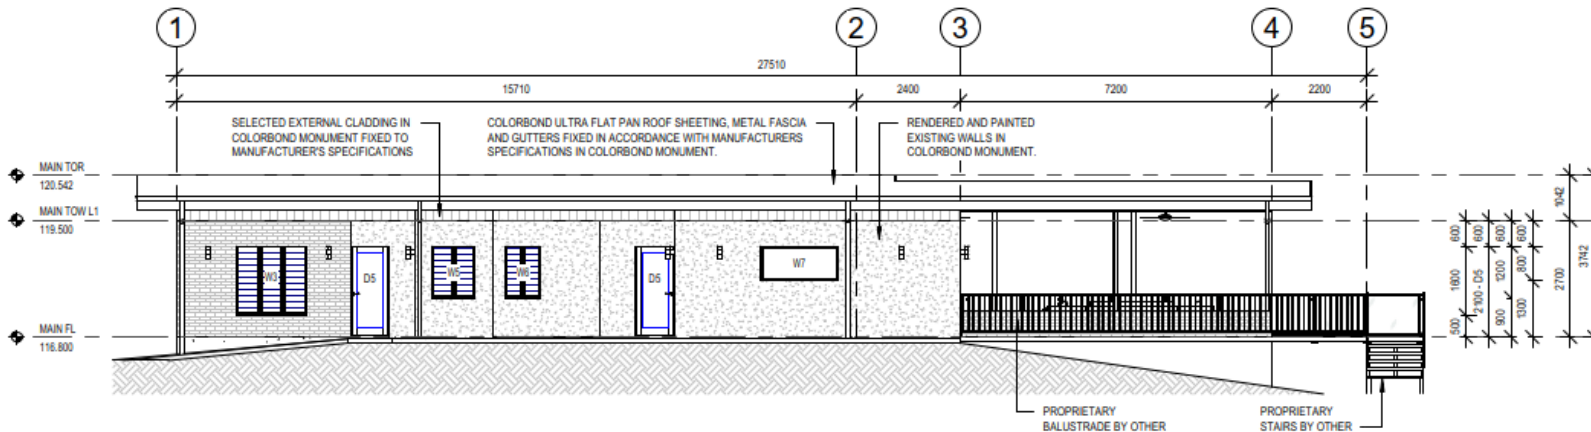 1
2
3
4
5
27510
15710
2400
7200
2200
SELECTED EXTERNAL CLADDING IN
COLORBOND MONUMENT FIXED TO
MANUFACTURER'S SPECIFICATIONS
COLORBOND ULTRA FLAT PAN ROOF SHEETING, METAL FASCIA
AND GUTTERS FIXED IN ACCORDANCE WITH MANUFACTURERS
SPECIFICATIONS IN COLORBOND MONUMENT.
RENDERED AND PAINTED
EXISTING WALLS IN
COLORBOND MONUMENT.
MAIN TOR
120.542
MAIN TOW L1
119.500
MAIN FL
116.800
W3
D5
W5
W6
D5
W7
600
1600
500
600
2100 - D5
600
1200
900
600
800
1300
1042
2700
3742
PROPRIETARY
BALUSTRADE BY OTHER
PROPRIETARY
STAIRS BY OTHER